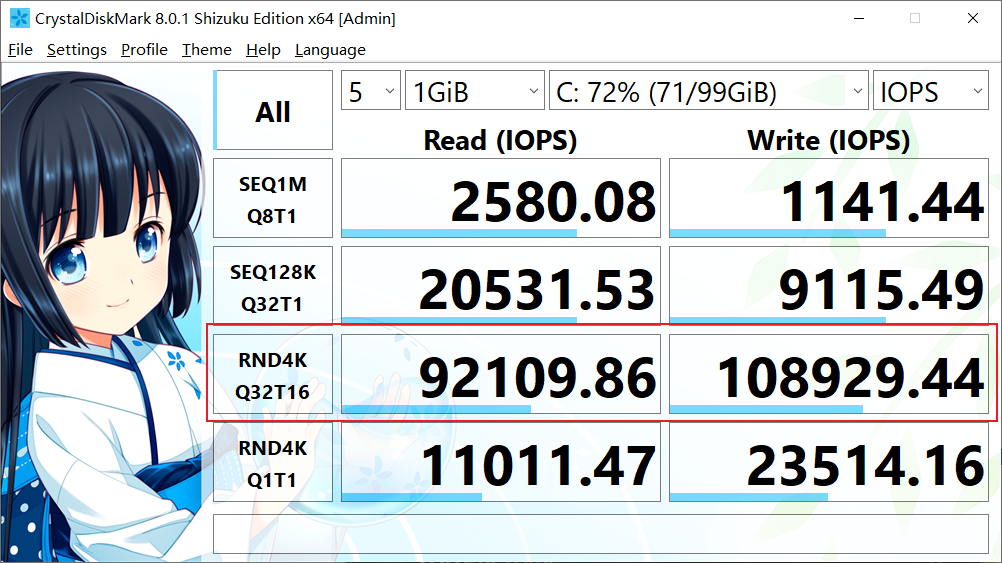 CrystalDiskMark 8.0.1 Shizuku Edition x64 [Admin]
File Settings Profile Theme Help Language
All 5 1GiB C: 72% (71/99GiB) IOPS
Read (IOPS) Write (IOPS)
SEQ1M
Q8T1
2580.08 1141.44
SEQ128K
Q32T1
20531.53 9115.49
RND4K
Q32T16
92109.86 108929.44
RND4K
Q1T1
11011.47 23514.16